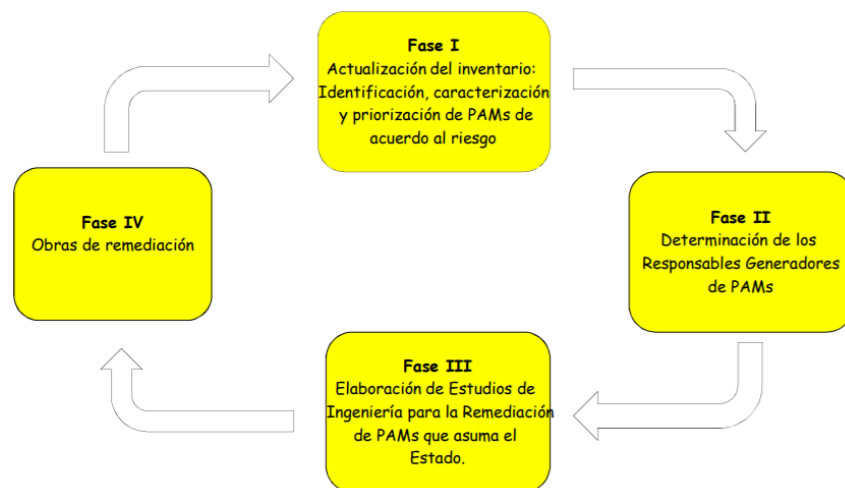 Fase I
Actualización del inventario:
Identificación, caracterización
y priorización de PAMs de
acuerdo al riesgo
Fase II
Determinación de los
Responsables Generadores
de PAMs
Fase III
Elaboración de Estudios de
Ingeniería para la Remediación
de PAMs que asuma el
Estado.
Fase IV
Obras de remediación